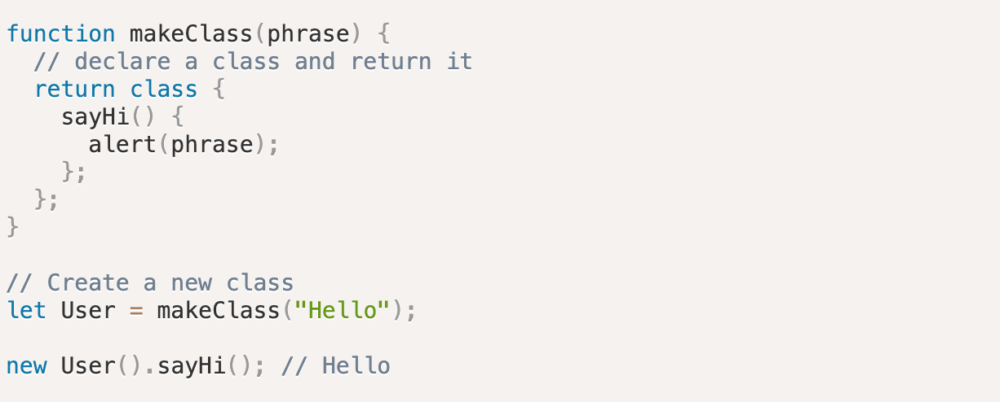 function makeClass(phrase) {
  // declare a class and return it
  return class {
    sayHi() {
      alert(phrase);
    };
  };
}

// Create a new class
let User = makeClass("Hello");

new User().sayHi(); // Hello